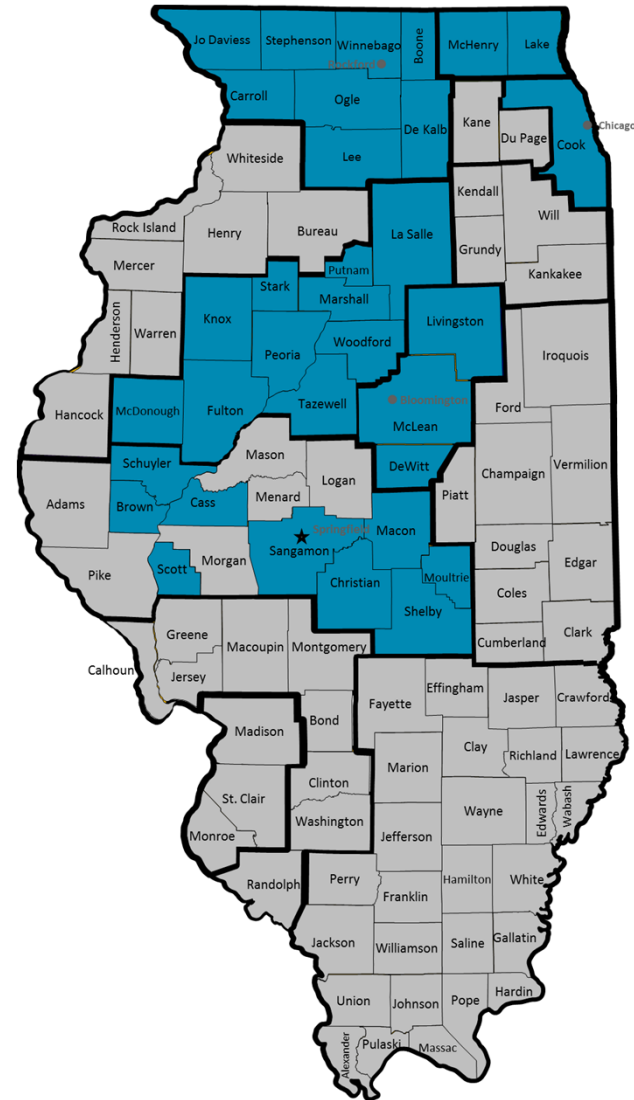 Jo Daviess
Stephenson
Winnebago
Boone
McHenry
Lake
Rockford
Carroll
Ogle
De Kalb
Kane
Du Page
Cook
Chicago
Lee
Whiteside
Kendall
Will
Rock Island
Henry
Bureau
La Salle
Grundy
Mercer
Putnam
Kankakee
Stark
Marshall
Henderson
Warren
Knox
Livingston
Woodford
Peoria
Iroquois
Hancock
McDonough
Fulton
Tazewell
Bloomington
McLean
Ford
Mason
Schuyler
DeWitt
Logan
Champaign
Vermilion
Adams
Brown
Cass
Menard
Piatt
Springfield
Macon
Sangamon
Douglas
Pike
Scott
Morgan
Christian
Moultrie
Edgar
Coles
Shelby
Greene
Macoupin
Montgomery
Cumberland
Clark
Calhoun
Jersey
Fayette
Effingham
Jasper
Crawford
Madison
Bond
Clay
Richland
Lawrence
Marion
St. Clair
Clinton
Wayne
Edwards
Wabash
Monroe
Washington
Jefferson
Randolph
Perry
Hamilton
White
Franklin
Jackson
Williamson
Saline
Gallatin
Union
Johnson
Pope
Hardin
Alexander
Pulaski
Massac